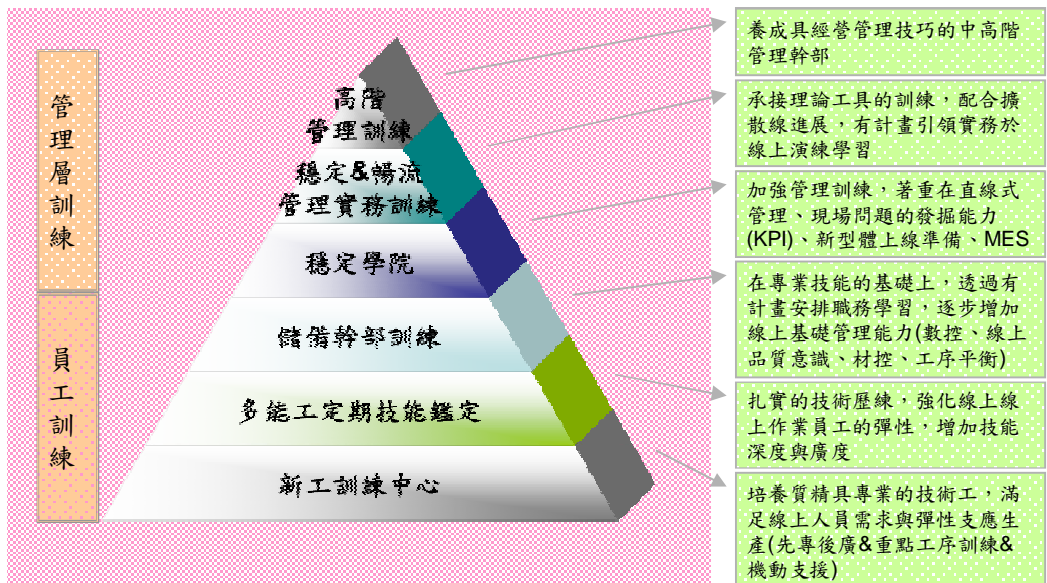 管
理
層
訓
練
員
工
訓
練
高階
管理訓練
穩定&暢流
管理實務訓練
穩定學院
儲備幹部訓練
多能工定期技能鑑定
新工訓練中心
養成具經營管理技巧的中高階
管理幹部
承接理論工具的訓練，配合擴
散線進展，有計畫引領實務於
線上演練學習
加強管理訓練，著重在直線式
管理、現場問題的發掘能力
(KPI)、新型體上線準備、MES
在專業技能的基礎上，透過有
計畫安排職務學習，逐步增加
線上基礎管理能力(數控、線上
品質意識、材控、工序平衡)
扎實的技術歷練，強化線上線
上作業員工的彈性，增加技能
深度與廣度
培養質精具專業的技術工，滿
足線上人員需求與彈性支應生
產(先專後廣&重點工序訓練&
機動支援)